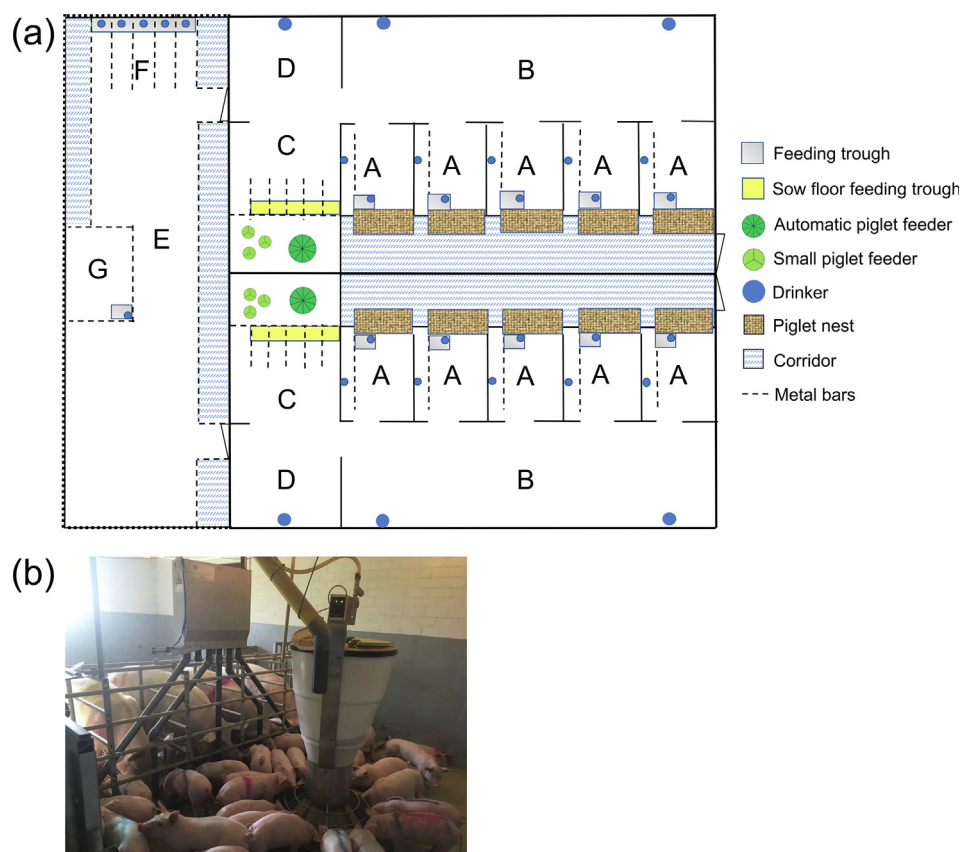 (a)
F
D
B
C
A A A A A
E
G
A A A A A
C
D
B
Feeding trough
Sow floor feeding trough
Automatic piglet feeder
Small piglet feeder
Drinker
Piglet nest
Corridor
Metal bars
(b)